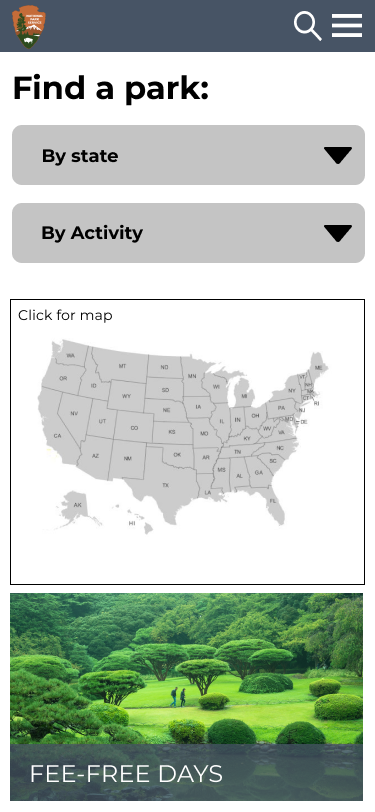 NATIONAL
PARK
SERVICE
Find a park:
By state
By Activity
Click for map
WA
MT
ND
MN
ME
OR
ID
SD
WI
VT
NH
WY
MI
NY
RI
NE
IA
PA
NJ
NV
UT
IL
IN
OH
MD
DE
CO
KS
MO
WV
VA
CA
KY
AZ
NM
OK
AR
TN
NC
SC
MS
AL
GA
TX
LA
FL
AK
HI
FEE-FREE DAYS